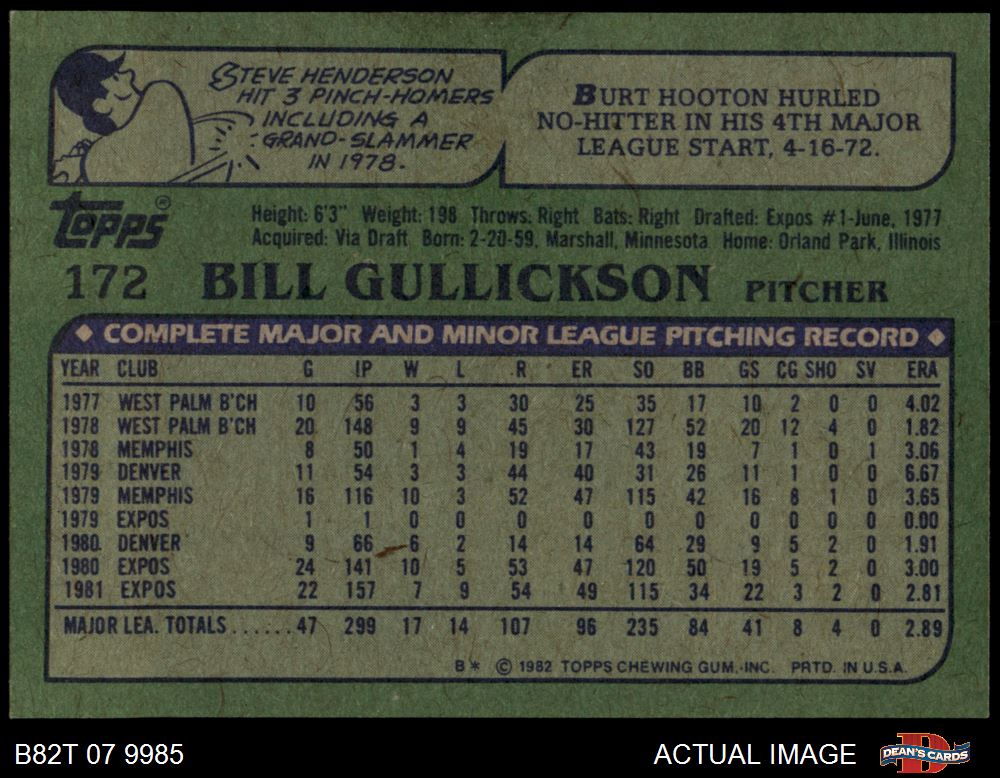 STEVE HENDERSON
HIT 3 PINCH-HOMERS
INCLUDING A
GRAND-SLAMMER
IN 1978.
BURT HOOTON HURLED
NO-HITTER IN HIS 4TH MAJOR
LEAGUE START, 4-16-72.
TOPPS®
Height: 6'3" Weight: 198 Throws: Right Bats: Right Drafted: Expos #1-June, 1977
Acquired: Via Draft Born: 2-20-59, Marshall, Minnesota Home: Orland Park, Illinois
172 BILL GULLICKSON PITCHER
♦ COMPLETE MAJOR AND MINOR LEAGUE PITCHING RECORD ♦
YEAR CLUB G IP W L R ER SO BB GS CG SHO SV ERA
1977 WEST PALM B'CH 10 56 3 3 30 25 35 17 10 2 0 0 4.02
1978 WEST PALM B'CH 20 148 9 9 45 30 127 52 20 12 4 0 1.82
1978 MEMPHIS 8 50 1 4 19 17 43 19 7 1 0 1 3.06
1979 DENVER 11 54 3 3 44 40 31 26 11 1 0 0 6.67
1979 MEMPHIS 16 116 10 3 52 47 115 42 16 8 1 0 3.65
1979 EXPOS 1 1 0 0 0 0 0 0 0 0 0 0 0.00
1980 DENVER 9 66 6 2 14 14 64 29 9 5 2 0 1.91
1980 EXPOS 24 141 10 5 53 47 120 50 19 5 2 0 3.00
1981 EXPOS 22 157 7 9 54 49 115 34 22 3 2 0 2.81
MAJOR LEA. TOTALS......47 299 17 14 107 96 235 84 41 8 4 0 2.89
B* © 1982 TOPPS CHEWING GUM, INC. PRTD. IN U.S.A.
B82T 07 9985 ACTUAL IMAGE DEAN'S CARDS